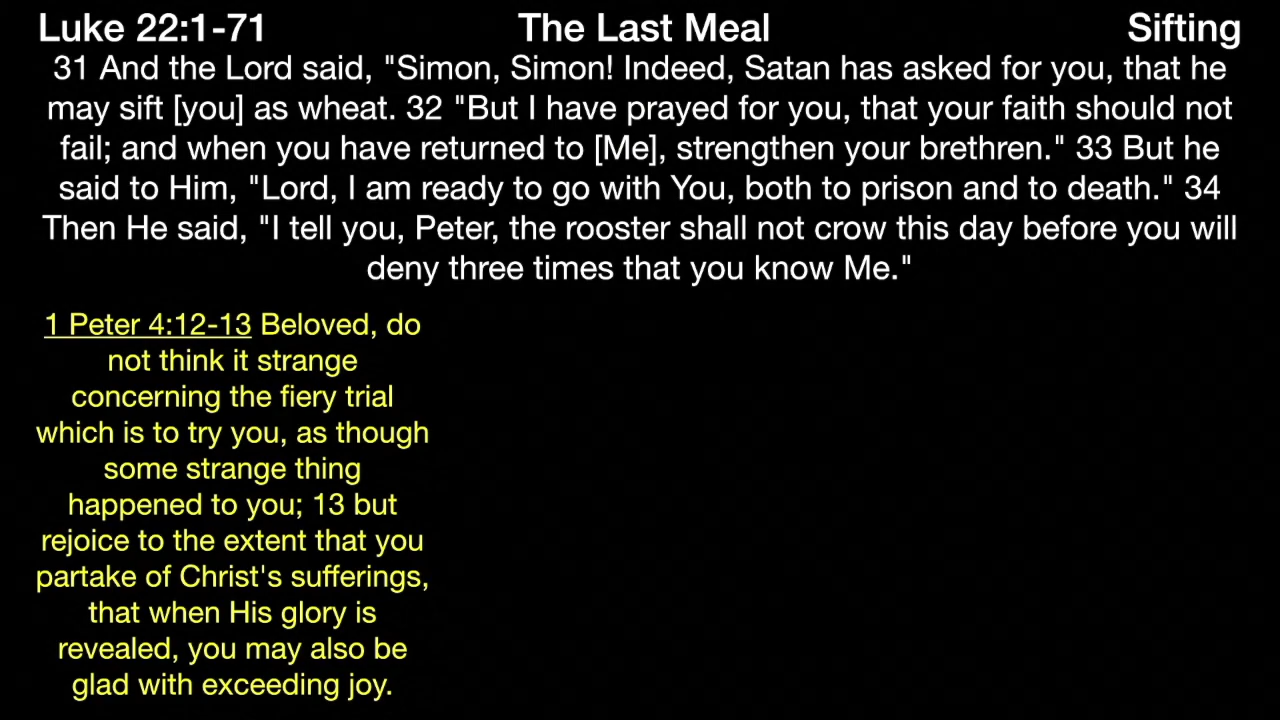 Luke 22:1-71 The Last Meal Sifting
31 And the Lord said, "Simon, Simon! Indeed, Satan has asked for you, that he
may sift [you] as wheat. 32 "But I have prayed for you, that your faith should not
fail; and when you have returned to [Me], strengthen your brethren." 33 But he
said to Him, "Lord, I am ready to go with You, both to prison and to death." 34
Then He said, "I tell you, Peter, the rooster shall not crow this day before you will
deny three times that you know Me."
1 Peter 4:12-13 Beloved, do
not think it strange
concerning the fiery trial
which is to try you, as though
some strange thing
happened to you; 13 but
rejoice to the extent that you
partake of Christ's sufferings,
that when His glory is
revealed, you may also be
glad with exceeding joy.